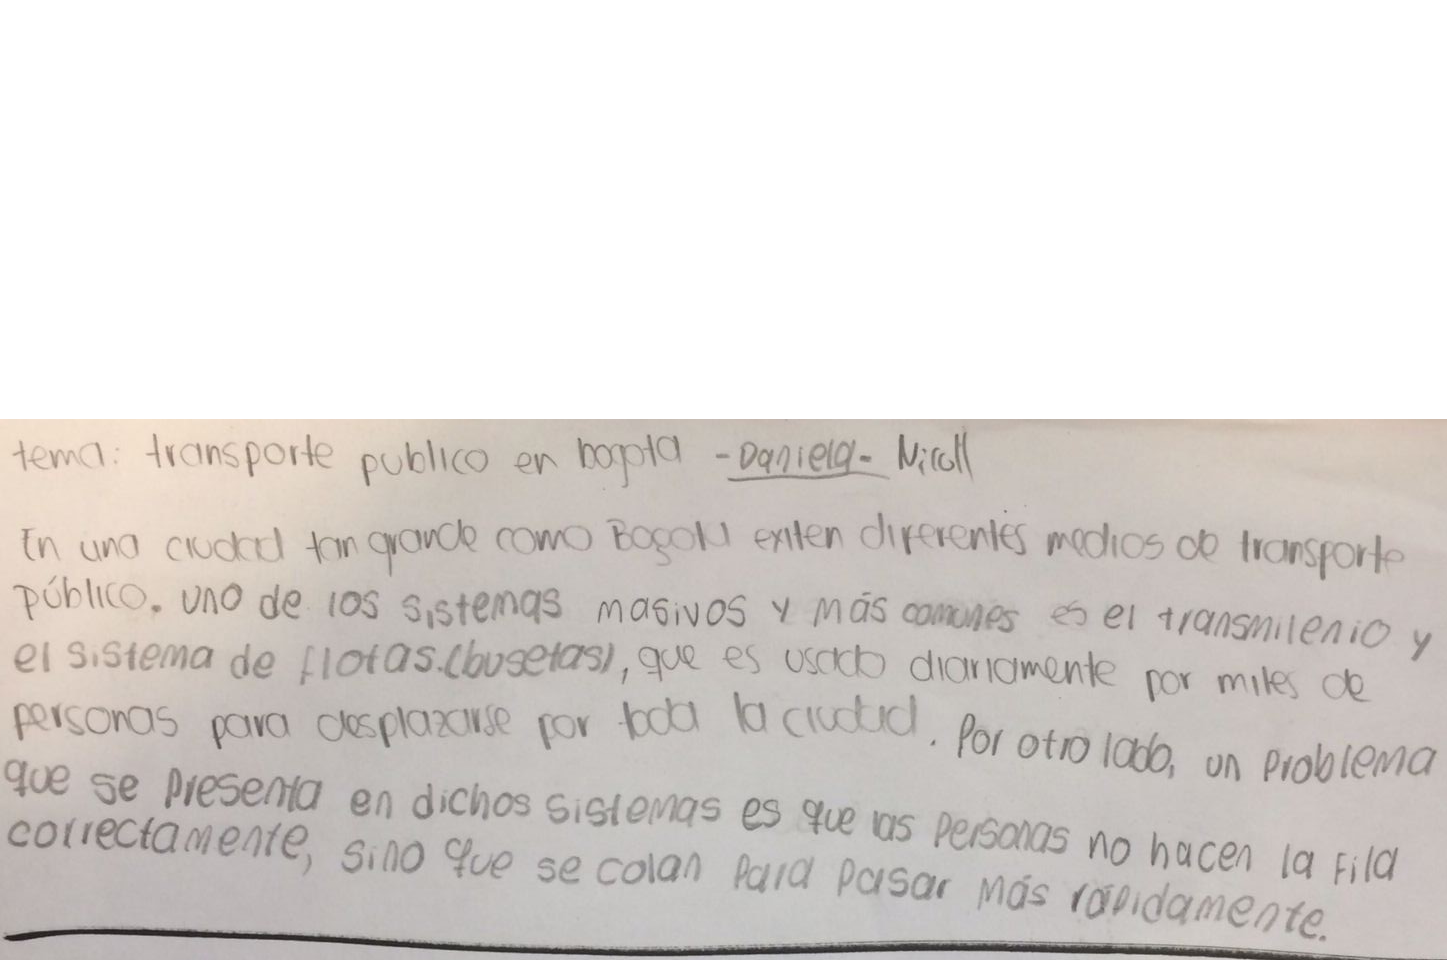 tema: transporte publico en bogota -Daniela- Nicoll
En una ciudad tan grande como Bogotá exiten diferentes medios de transporte
público. uno de los sistemas masivos y más comunes es el transmilenio y
el sistema de flotas.(busetas), que es usado diariamente por miles de
personas para desplazarse por toda la ciudad. Por otro lado, un problema
que se presenta en dichos sistemas es que las personas no hacen la fila
correctamente, sino que se colan para pasar más rápidamente.